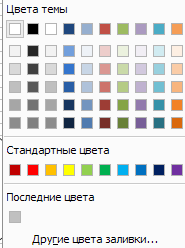 Цвета темы
Стандартные цвета
Последние цвета
Другие цвета заливки...